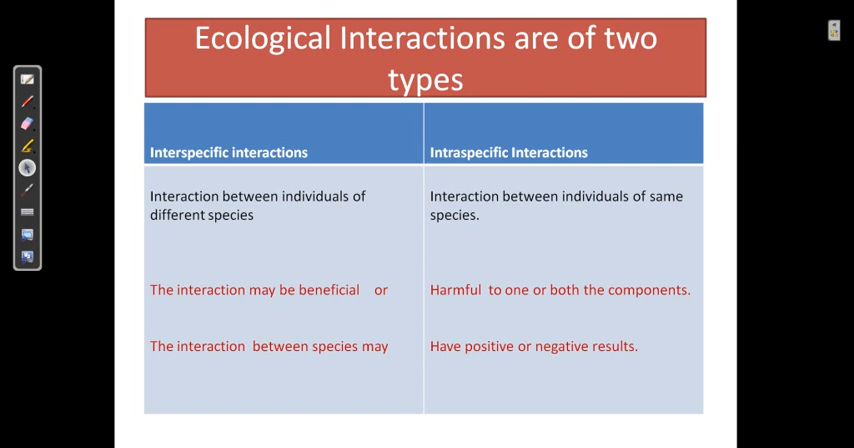 Ecological Interactions are of two
types
Interspecific interactions
Intraspecific Interactions
Interaction between individuals of
different species
Interaction between individuals of same
species.
The interaction may be beneficial or
Harmful to one or both the components.
The interaction between species may
Have positive or negative results.